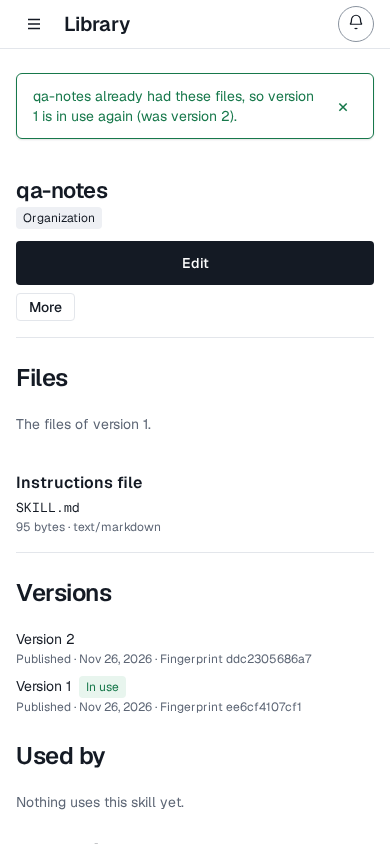 Library
qa-notes already had these files, so version
1 is in use again (was version 2).
qa-notes
Organization
Edit
More
Files
The files of version 1.
Instructions file
SKILL.md
95 bytes · text/markdown
Versions
Version 2
Published · Nov 26, 2026 · Fingerprint ddc2305686a7
Version 1 In use
Published · Nov 26, 2026 · Fingerprint ee6cf4107cf1
Used by
Nothing uses this skill yet.